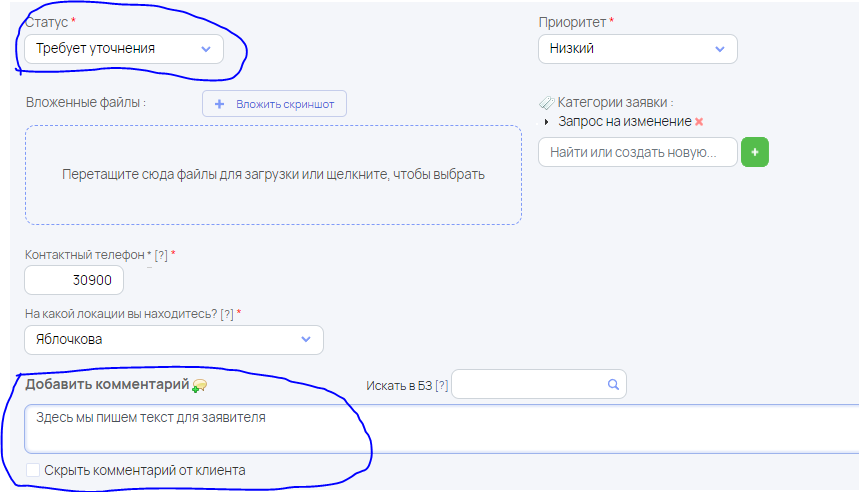 Статус *
Приоритет *
Требует уточнения
Низкий
Вложенные файлы :
+ Вложить скриншот
Категории заявки :
Запрос на изменение
Перетащите сюда файлы для загрузки или щелкните, чтобы выбрать
Найти или создать новую...
+
Контактный телефон * [?] *
30900
На какой локации вы находитесь? [?] *
Яблочкова
Добавить комментарий
Искать в БЗ [?]
Здесь мы пишем текст для заявителя
Скрыть комментарий от клиента